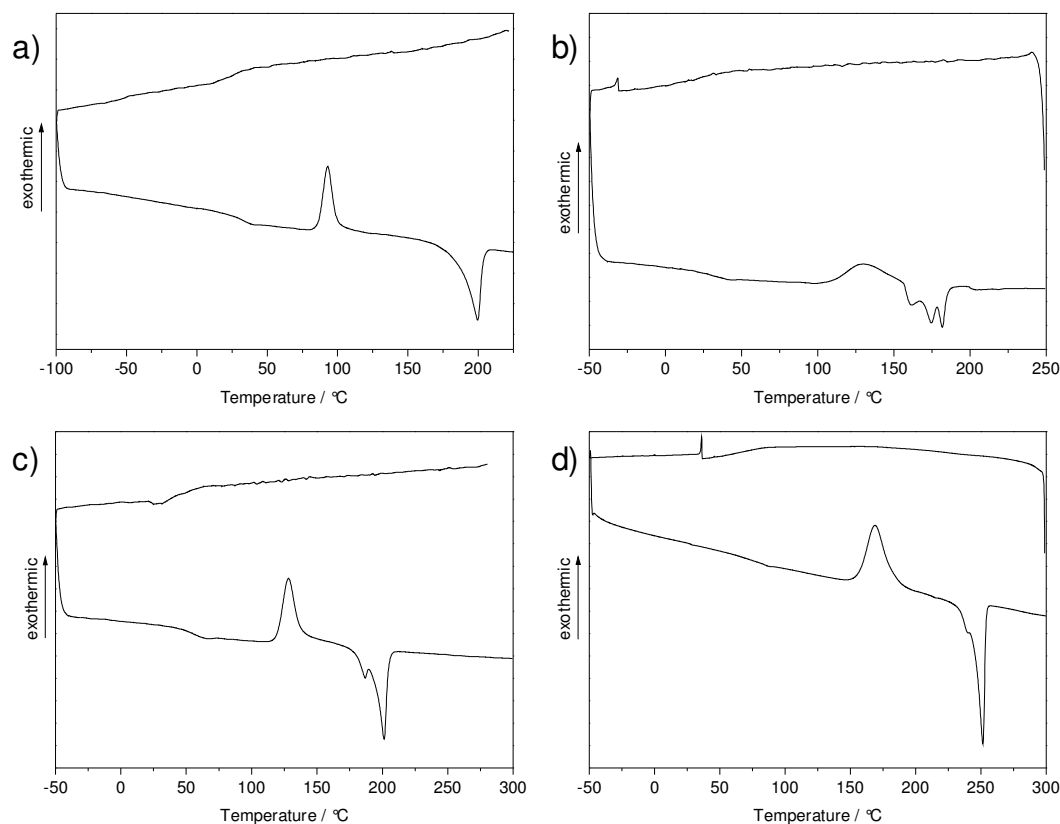 a)
exothermic
-100 -50 0 50 100 150 200
Temperature / °C
b)
exothermic
-50 0 50 100 150 200 250
Temperature / °C
c)
exothermic
-50 0 50 100 150 200 250 300
Temperature / °C
d)
exothermic
-50 0 50 100 150 200 250 300
Temperature / °C